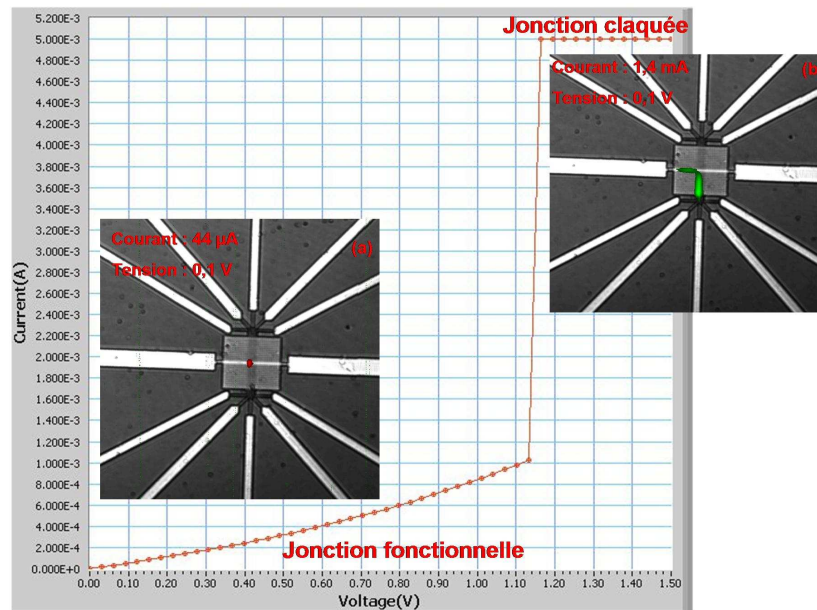 Jonction claquée
Courant : 1,4 mA
(b
Tension : 0,1 V
Courant : 44 µA
(a)
Tension : 0,1 V
Jonction fonctionnelle
Current(A)
5.200E-3
5.000E-3
4.800E-3
4.600E-3
4.400E-3
4.200E-3
4.000E-3
3.800E-3
3.600E-3
3.400E-3
3.200E-3
3.000E-3
2.800E-3
2.600E-3
2.400E-3
2.200E-3
2.000E-3
1.800E-3
1.600E-3
1.400E-3
1.200E-3
1.000E-3
8.000E-4
6.000E-4
4.000E-4
2.000E-4
0.000E+0
0.00 0.10 0.20 0.30 0.40 0.50 0.60 0.70 0.80 0.90 1.00 1.10 1.20 1.30 1.40 1.50
Voltage(V)